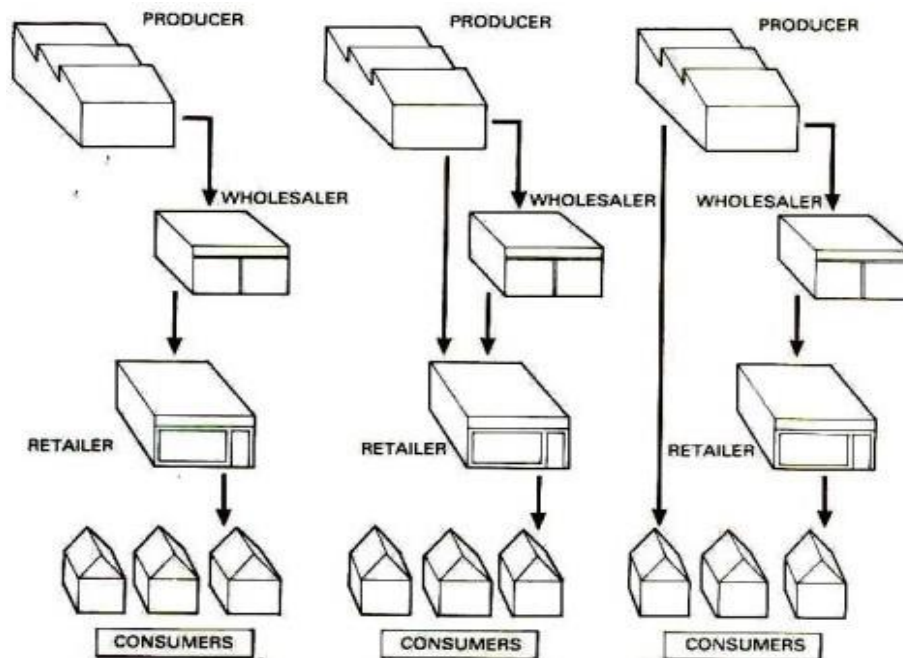 PRODUCER
PRODUCER
PRODUCER
WHOLESALER
WHOLESALER
WHOLESALER
RETAILER
RETAILER
RETAILER
CONSUMERS
CONSUMERS
CONSUMERS